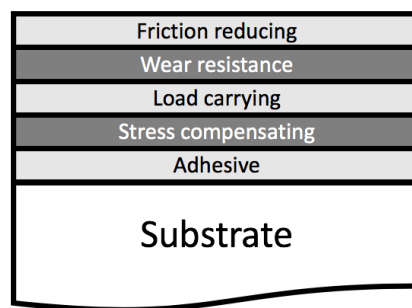 Friction reducing
Wear resistance
Load carrying
Stress compensating
Adhesive
Substrate